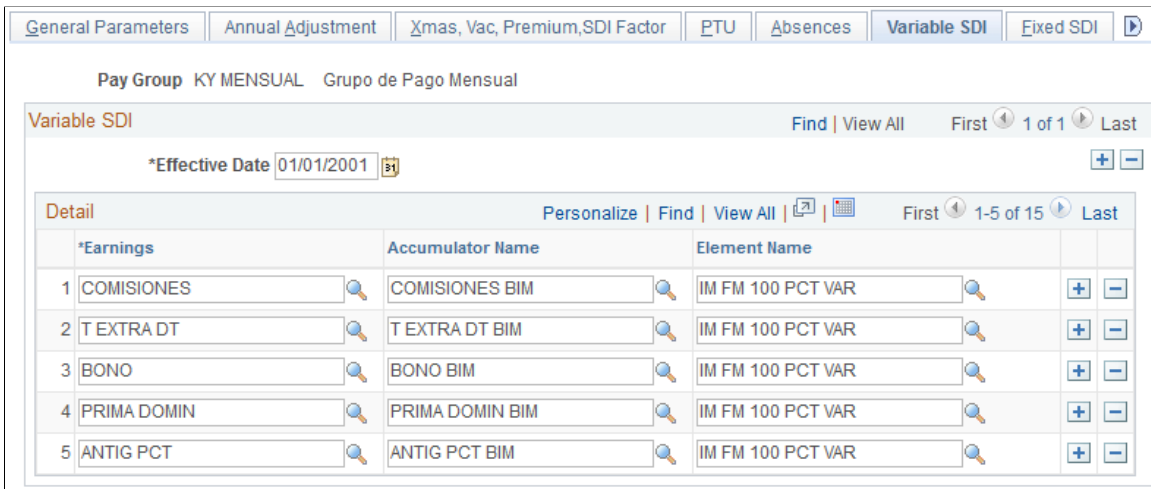 General Parameters Annual Adjustment Xmas, Vac, Premium,SDI Factor PTU Absences Variable SDI Fixed SDI
Pay Group KY MENSUAL Grupo de Pago Mensual
Variable SDI Find | View All First 1 of 1 Last
*Effective Date 01/01/2001 31
Detail Personalize | Find | View All | | First 1-5 of 15 Last
*Earnings Accumulator Name Element Name
1 COMISIONES COMISIONES BIM IM FM 100 PCT VAR
2 T EXTRA DT T EXTRA DT BIM IM FM 100 PCT VAR
3 BONO BONO BIM IM FM 100 PCT VAR
4 PRIMA DOMIN PRIMA DOMIN BIM IM FM 100 PCT VAR
5 ANTIG PCT ANTIG PCT BIM IM FM 100 PCT VAR